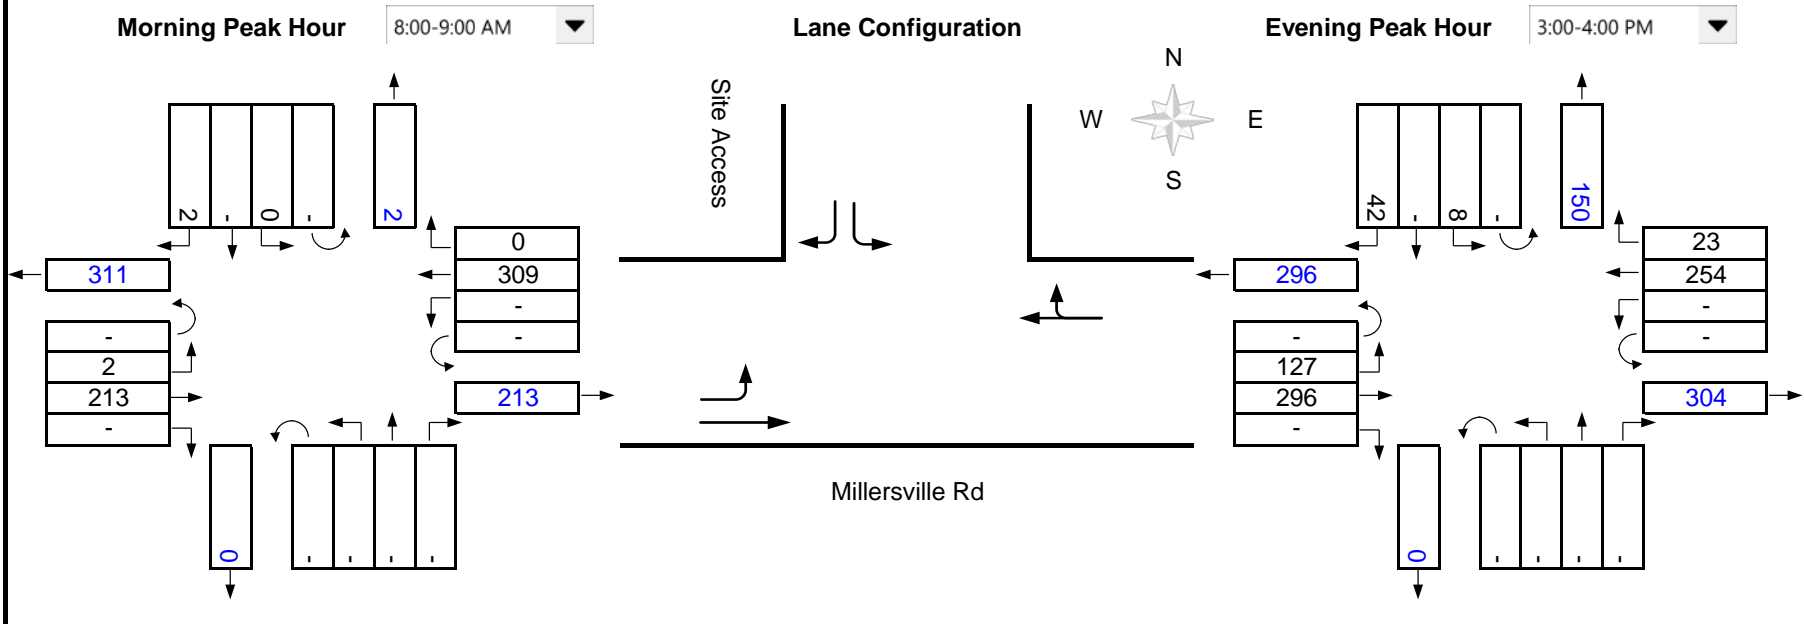 Morning Peak Hour 8:00-9:00 AM Lane Configuration Evening Peak Hour 3:00-4:00 PM
N
W E
S
Site Access
2 - 0 - 2
0
309
-
-
311
-
2
213
-
213
0
- - - -
Millersville Rd
42 - 8 - 150
23
254
-
-
296
-
127
296
-
304
0
- - - -